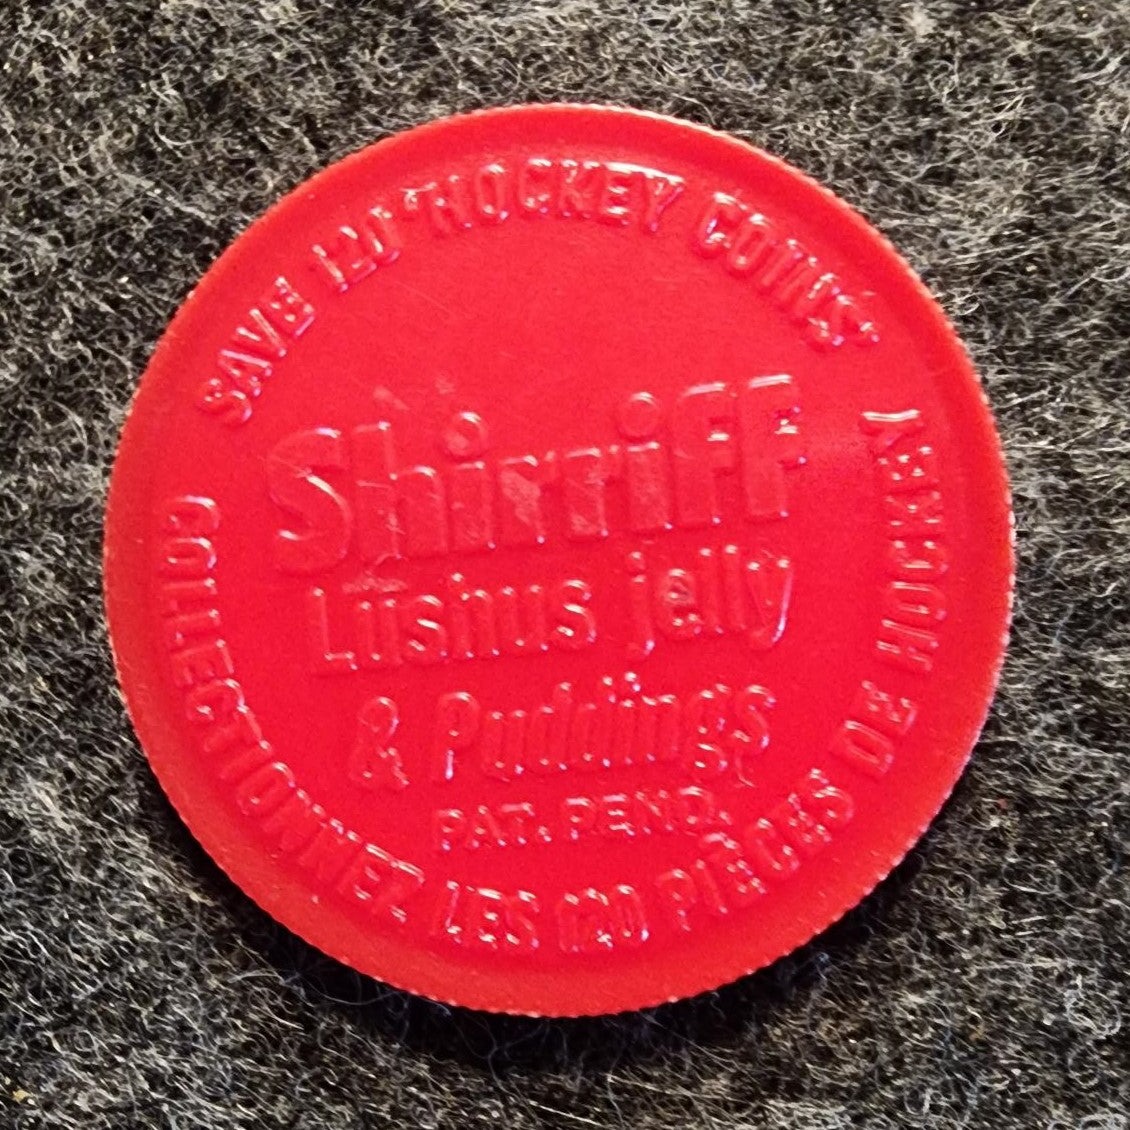 SAVE 120 "HOCKEY COINS"
ShirriFF
Lushus jelly
& Puddings
PAT. PEND.
COLLECTIONNEZ LES 120 PIÈCES DE HOCKEY